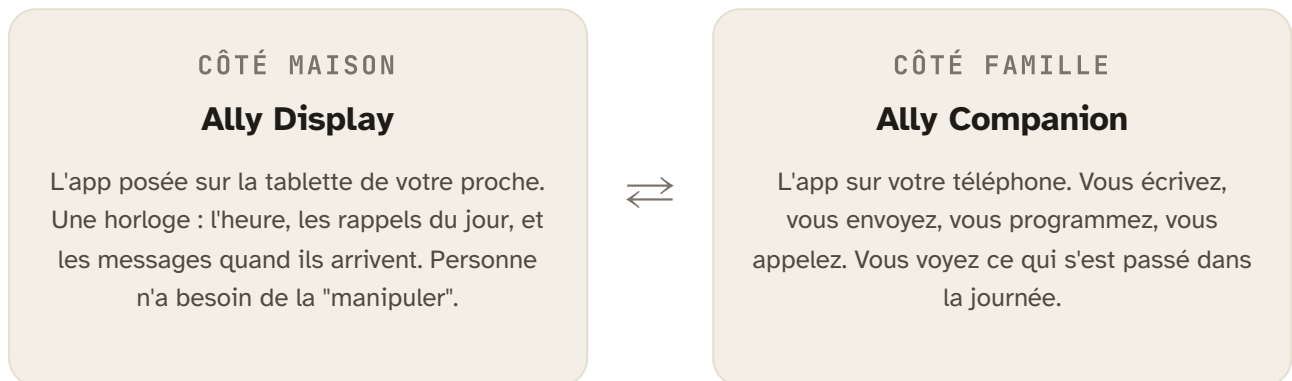 CÔTÉ MAISON
Ally Display
L'app posée sur la tablette de votre proche.
Une horloge : l'heure, les rappels du jour, et
les messages quand ils arrivent. Personne
n'a besoin de la "manipuler".
⇄
CÔTÉ FAMILLE
Ally Companion
L'app sur votre téléphone. Vous écrivez,
vous envoyez, vous programmez, vous
appelez. Vous voyez ce qui s'est passé dans
la journée.